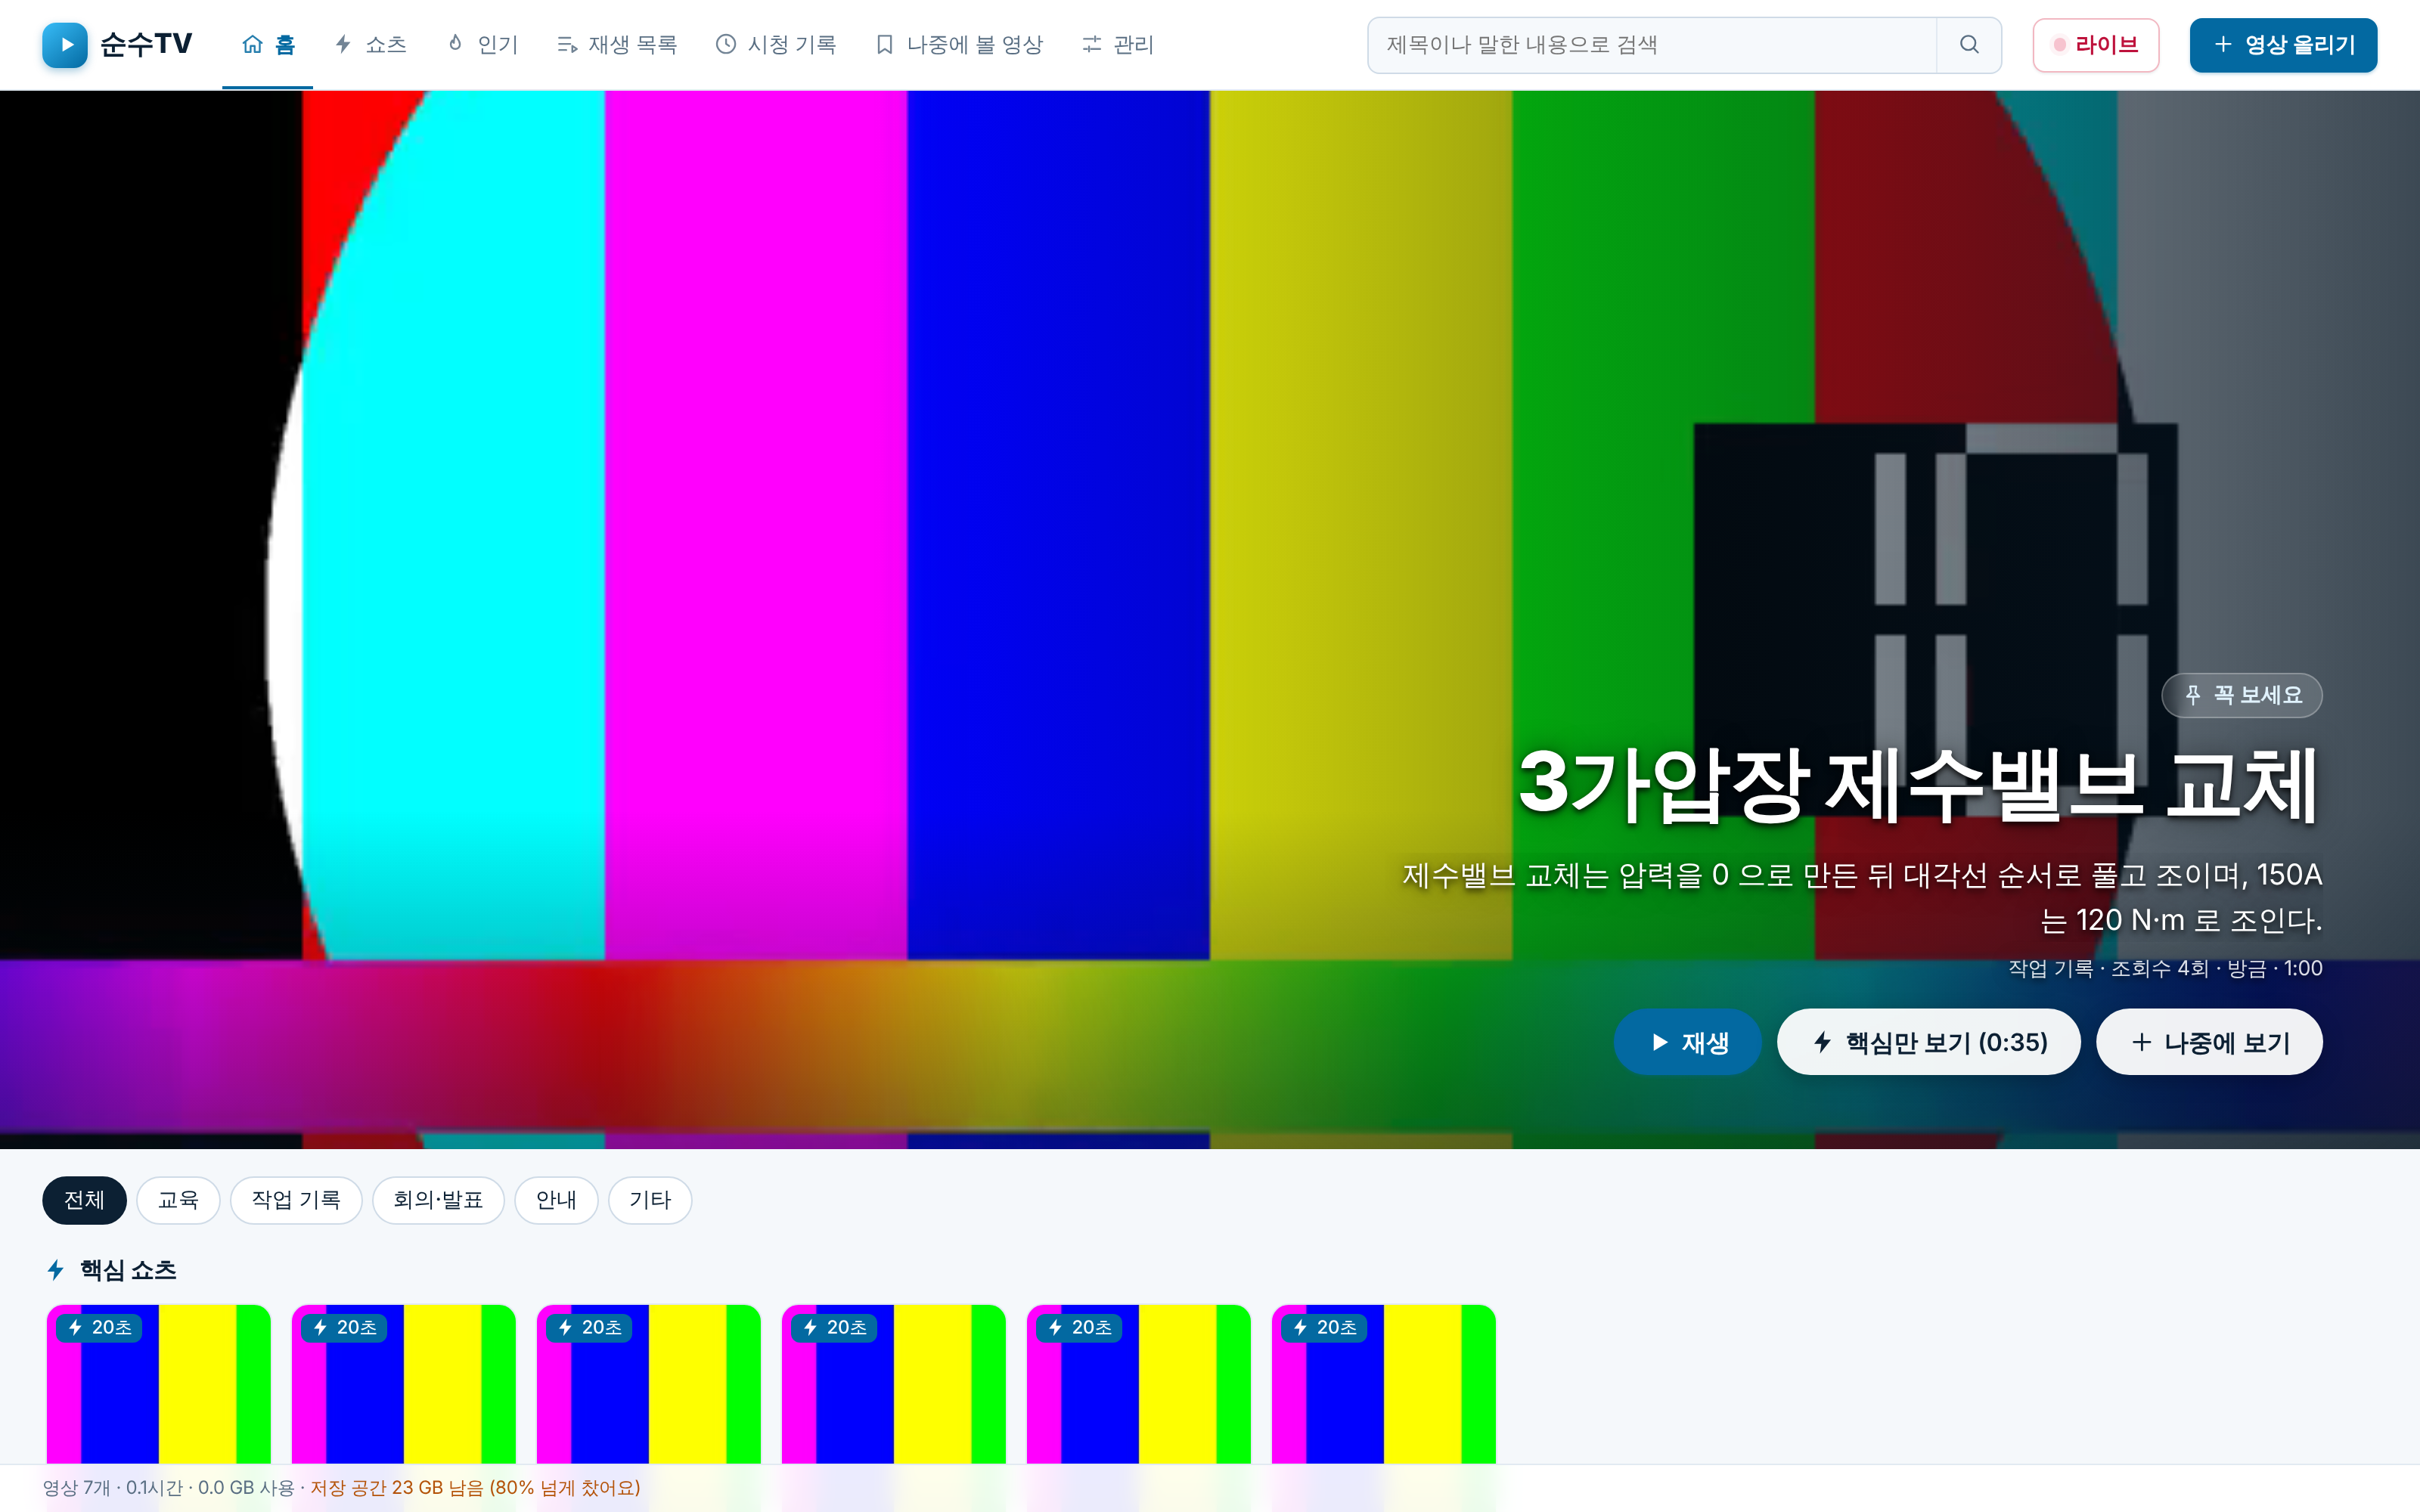 순수TV
홈
쇼츠
인기
재생 목록
시청 기록
나중에 볼 영상
관리
제목이나 말한 내용으로 검색
라이브
영상 올리기
꼭 보세요
3가압장 제수밸브 교체
제수밸브 교체는 압력을 0 으로 만든 뒤 대각선 순서로 풀고 조이며, 150A
는 120 N·m 로 조인다.
작업 기록 · 조회수 4회 · 방금 · 1:00
재생
핵심만 보기 (0:35)
나중에 보기
전체
교육
작업 기록
회의·발표
안내
기타
핵심 쇼츠
20초
20초
20초
20초
20초
20초
영상 7개 · 0.1시간 · 0.0 GB 사용 · 저장 공간 23 GB 남음 (80% 넘게 찼어요)